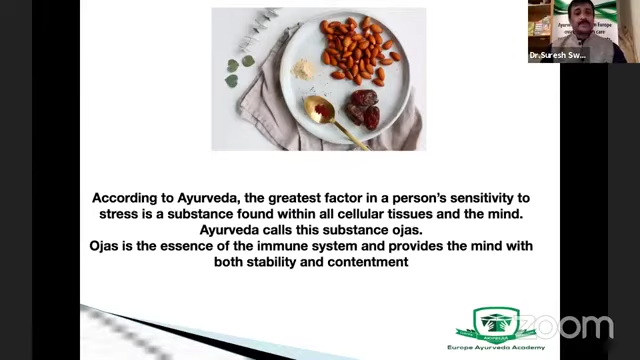 Dr.Suresh Sw...
According to Ayurveda, the greatest factor in a person's sensitivity to
stress is a substance found within all cellular tissues and the mind.
Ayurveda calls this substance ojas.
Ojas is the essence of the immune system and provides the mind with
both stability and contentment
zoom
Europe Ayurveda Academy